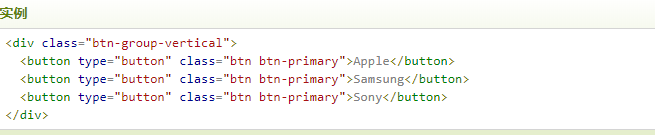 实例
<div class="btn-group-vertical">
  <button type="button" class="btn btn-primary">Apple</button>
  <button type="button" class="btn btn-primary">Samsung</button>
  <button type="button" class="btn btn-primary">Sony</button>
</div>